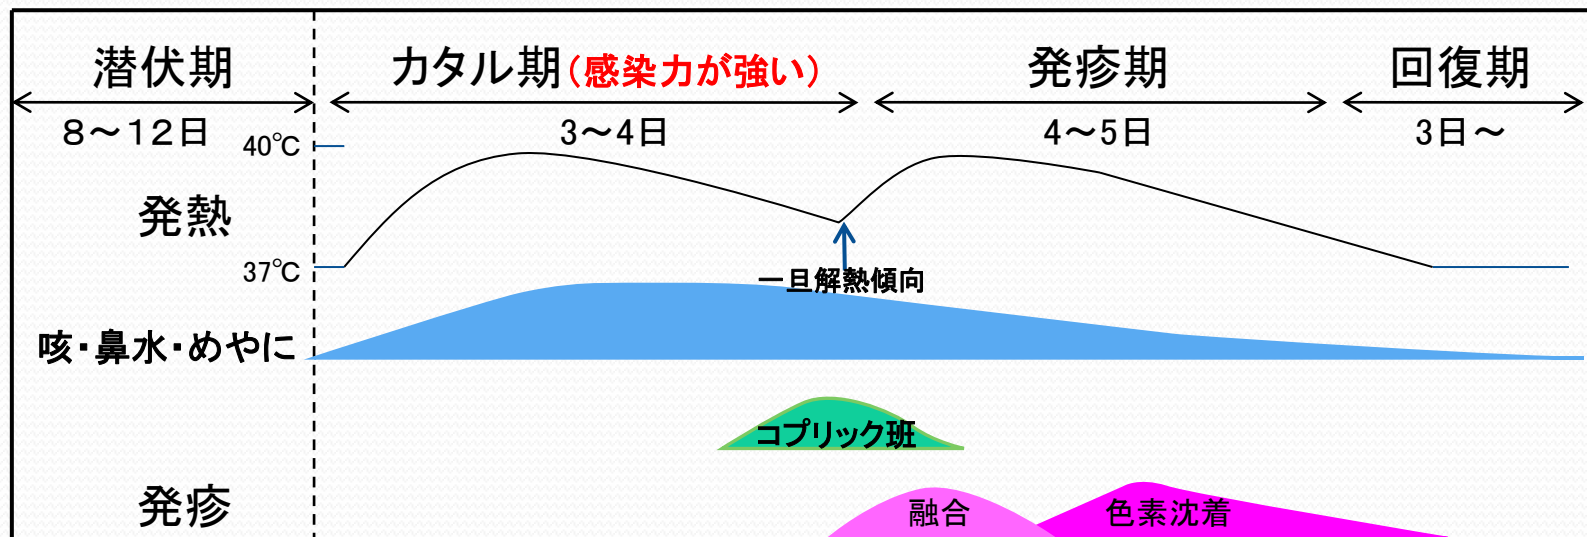 潜伏期
カタル期(感染力が強い)
発疹期
回復期
8～12日
3～4日
4～5日
3日～
40℃
発熱
37℃
一旦解熱傾向
咳・鼻水・めやに
コプリック班
発疹
融合
色素沈着